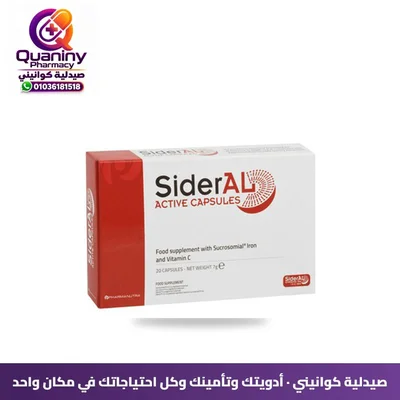 Quaniny
Pharmacy
صيدلية كوانيني
01036181518
SiderAL
ACTIVE CAPSULES
Food supplement with Sucrosomial® Iron
and Vitamin C
20 CAPSULES - NET WEIGHT 7g e
FOOD SUPPLEMENT
PharmaNutra
SiderAL
صيدلية كوانيني - أدويتك وتأمينك وكل احتياجاتك في مكان واحد